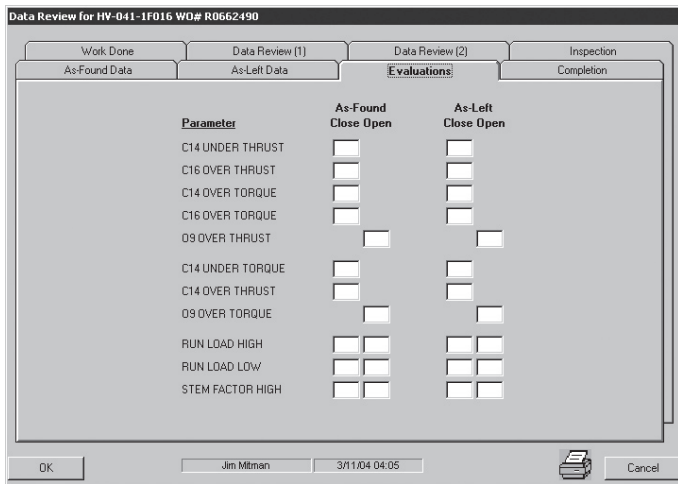 Data Review for HV-041-1F016 WO# R0662490
Work Done Data Review (1) Data Review (2) Inspection
As-Found Data As-Left Data Evaluations Completion
As-Found As-Left
Parameter Close Open Close Open
C14 UNDER THRUST
C16 OVER THRUST
C14 OVER TORQUE
C16 OVER TORQUE
O9 OVER THRUST
C14 UNDER TORQUE
C14 OVER THRUST
O9 OVER TORQUE
RUN LOAD HIGH
RUN LOAD LOW
STEM FACTOR HIGH
OK Jim Mitman 3/11/04 04:05 Cancel